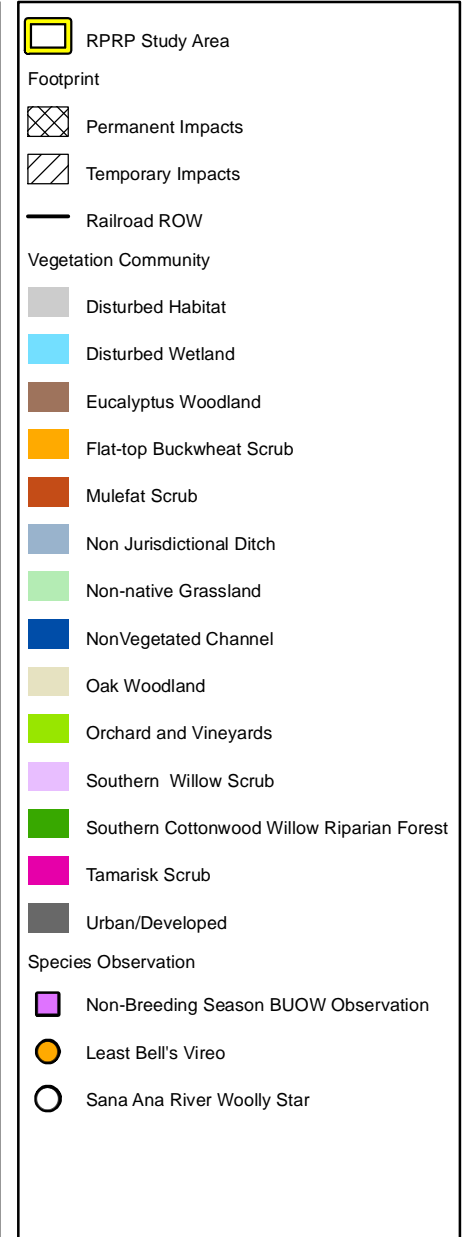 RPRP Study Area
Footprint
Permanent Impacts
Temporary Impacts
Railroad ROW
Vegetation Community
Disturbed Habitat
Disturbed Wetland
Eucalyptus Woodland
Flat-top Buckwheat Scrub
Mulefat Scrub
Non Jurisdictional Ditch
Non-native Grassland
NonVegetated Channel
Oak Woodland
Orchard and Vineyards
Southern  Willow Scrub
Southern Cottonwood Willow Riparian Forest
Tamarisk Scrub
Urban/Developed
Species Observation
Non-Breeding Season BUOW Observation
Least Bell's Vireo
Sana Ana River Woolly Star